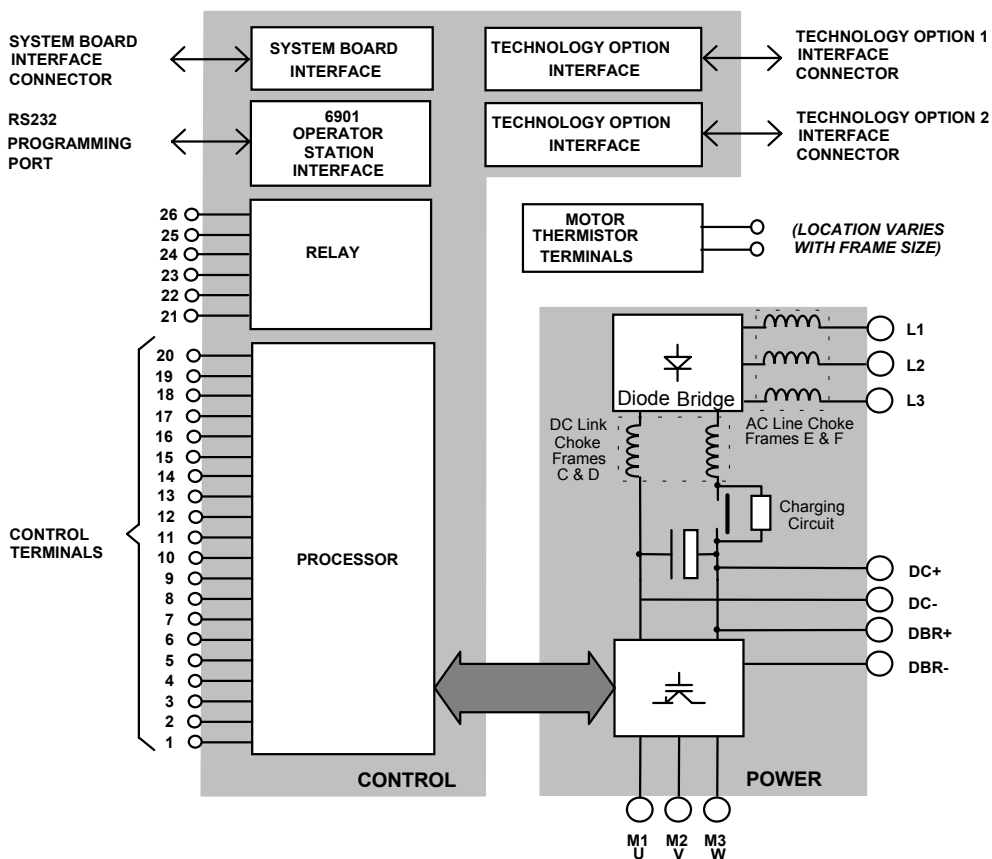 SYSTEM BOARD
INTERFACE
CONNECTOR
SYSTEM BOARD
INTERFACE
TECHNOLOGY OPTION
INTERFACE
TECHNOLOGY OPTION 1
INTERFACE
CONNECTOR
RS232
PROGRAMMING
PORT
6901
OPERATOR
STATION
INTERFACE
TECHNOLOGY OPTION
INTERFACE
TECHNOLOGY OPTION 2
INTERFACE
CONNECTOR
26
25
24
23
22
21
RELAY
MOTOR
THERMISTOR
TERMINALS
(LOCATION VARIES
WITH FRAME SIZE)
CONTROL
TERMINALS
20
19
18
17
16
15
14
13
12
11
10
9
8
7
6
5
4
3
2
1
PROCESSOR
CONTROL
Diode Bridge
L1
L2
L3
DC Link
Choke
Frames
C & D
AC Line Choke
Frames E & F
Charging
Circuit
DC+
DC-
DBR+
DBR-
POWER
M1 M2 M3
U V W